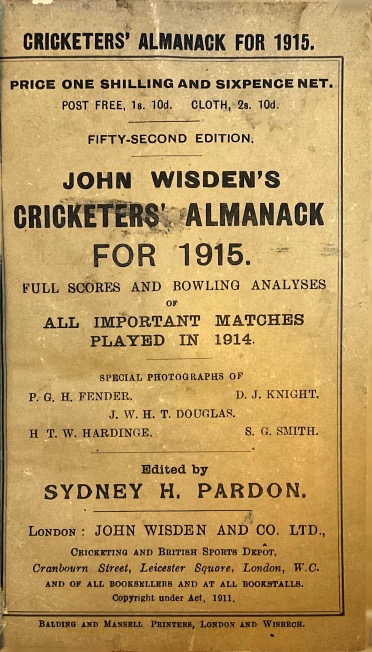 CRICKETERS' ALMANACK FOR 1915.
PRICE ONE SHILLING AND SIXPENCE NET.
POST FREE, 1s. 10d. CLOTH, 2s. 10d.
FIFTY-SECOND EDITION.
JOHN WISDEN'S
CRICKETERS' ALMANACK
FOR 1915.
FULL SCORES AND BOWLING ANALYSES
OF
ALL IMPORTANT MATCHES
PLAYED IN 1914.
SPECIAL PHOTOGRAPHS OF
P. G. H. FENDER. D. J. KNIGHT.
J. W. H. T. DOUGLAS.
H T. W. HARDINGE. S. G. SMITH.
Edited by
SYDNEY H. PARDON.
LONDON: JOHN WISDEN AND CO. LTD.,
CRICKETING AND BRITISH SPORTS DEPÔT,
Cranbourn Street, Leicester Square, London, W.C.
AND OF ALL BOOKSELLERS AND AT ALL BOOKSTALLS.
Copyright under Act, 1911.
BALDING AND MANSELL PRINTERS, LONDON AND WISBECH.